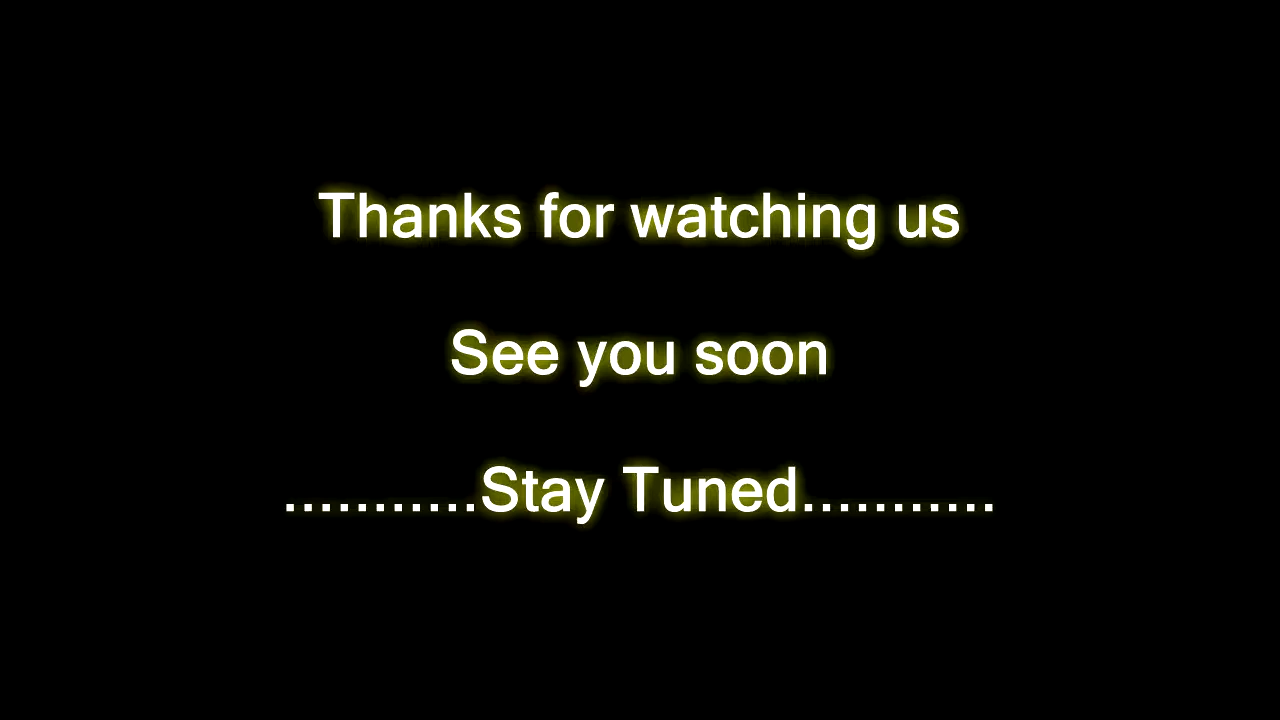 Thanks for watching us
See you soon
...........Stay Tuned...........